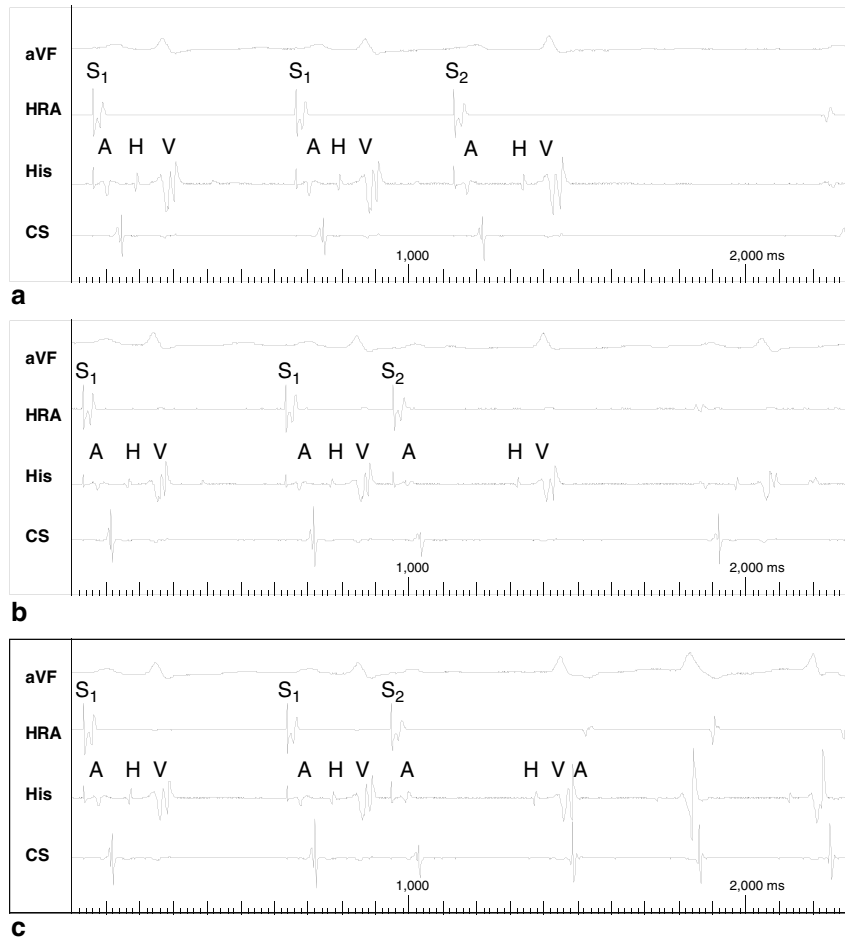 aVF
S1 S1 S2
HRA
A H V A H V A H V
His
CS
1,000 2,000 ms
a
aVF
S1 S1 S2
HRA
A H V A H V A H V
His
CS
1,000 2,000 ms
b
aVF
S1 S1 S2
HRA
A H V A H V A H V A
His
CS
1,000 2,000 ms
c